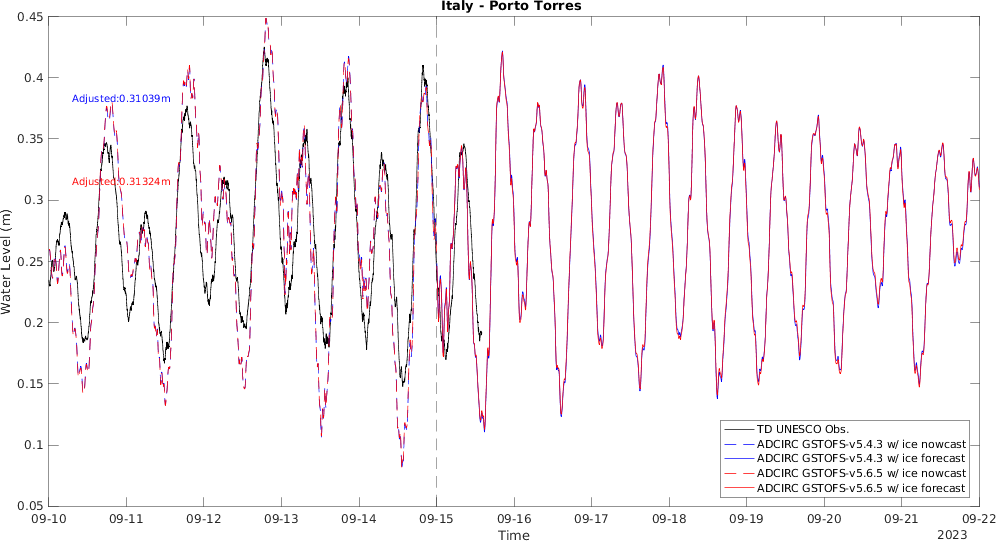 Italy - Porto Torres
0.45
0.4
0.35
0.3
0.25
0.2
0.15
0.1
0.05
Water Level (m)
Adjusted:0.31039m
Adjusted:0.31324m
TD UNESCO Obs.
ADCIRC GSTOFS-v5.4.3 w/ ice nowcast
ADCIRC GSTOFS-v5.4.3 w/ ice forecast
ADCIRC GSTOFS-v5.6.5 w/ ice nowcast
ADCIRC GSTOFS-v5.6.5 w/ ice forecast
09-10 09-11 09-12 09-13 09-14 09-15 09-16 09-17 09-18 09-19 09-20 09-21 09-22
Time
2023